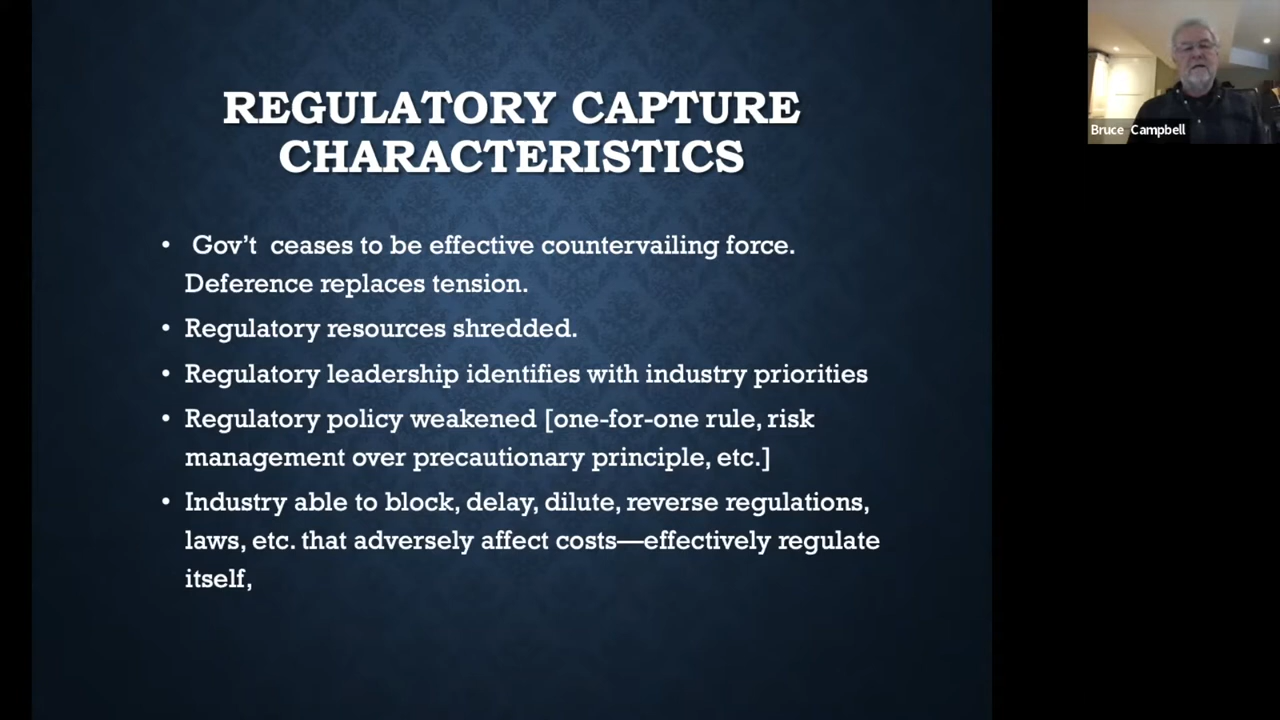 REGULATORY CAPTURE
CHARACTERISTICS
• Gov't ceases to be effective countervailing force.
Deference replaces tension.
• Regulatory resources shredded.
• Regulatory leadership identifies with industry priorities
• Regulatory policy weakened [one-for-one rule, risk
management over precautionary principle, etc.]
• Industry able to block, delay, dilute, reverse regulations,
laws, etc. that adversely affect costs—effectively regulate
itself,
Bruce Campbell